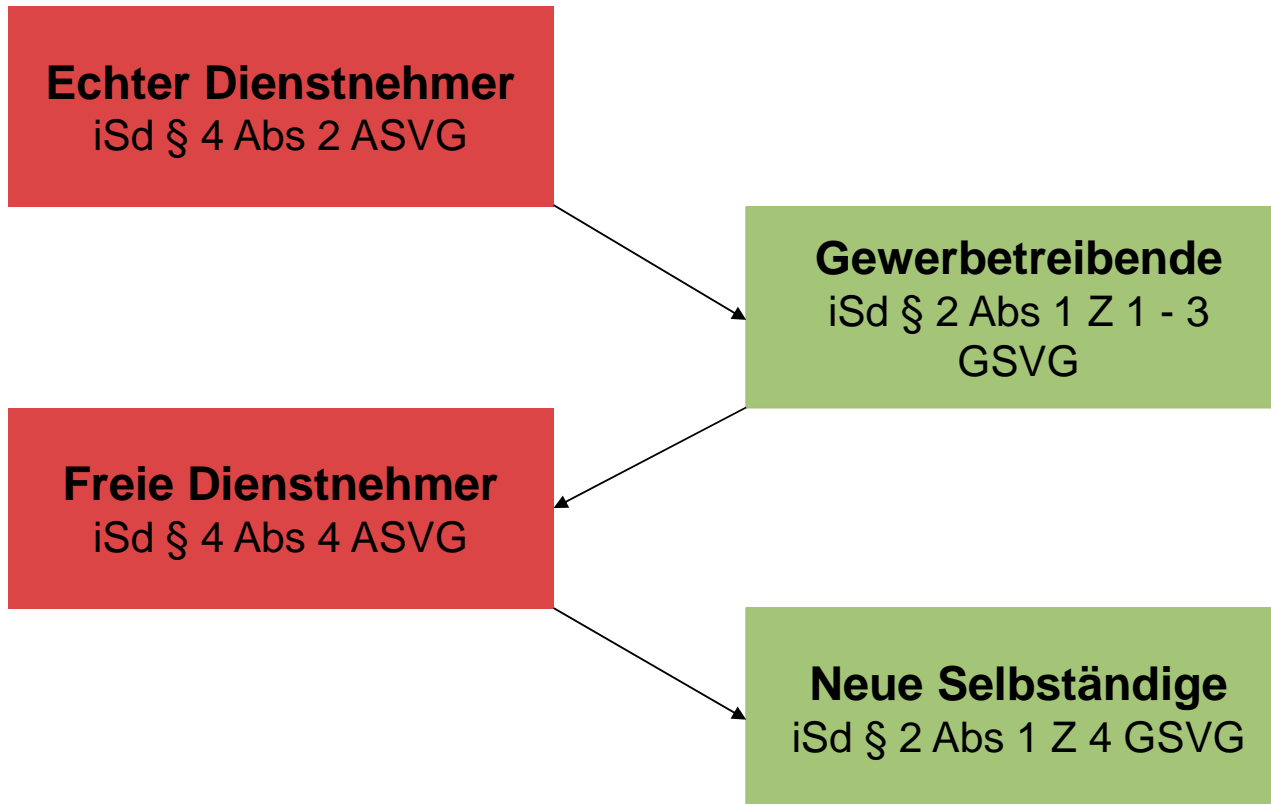 Echter Dienstnehmer
iSd § 4 Abs 2 ASVG
Gewerbetreibende
iSd § 2 Abs 1 Z 1 - 3
GSVG
Freie Dienstnehmer
iSd § 4 Abs 4 ASVG
Neue Selbständige
iSd § 2 Abs 1 Z 4 GSVG